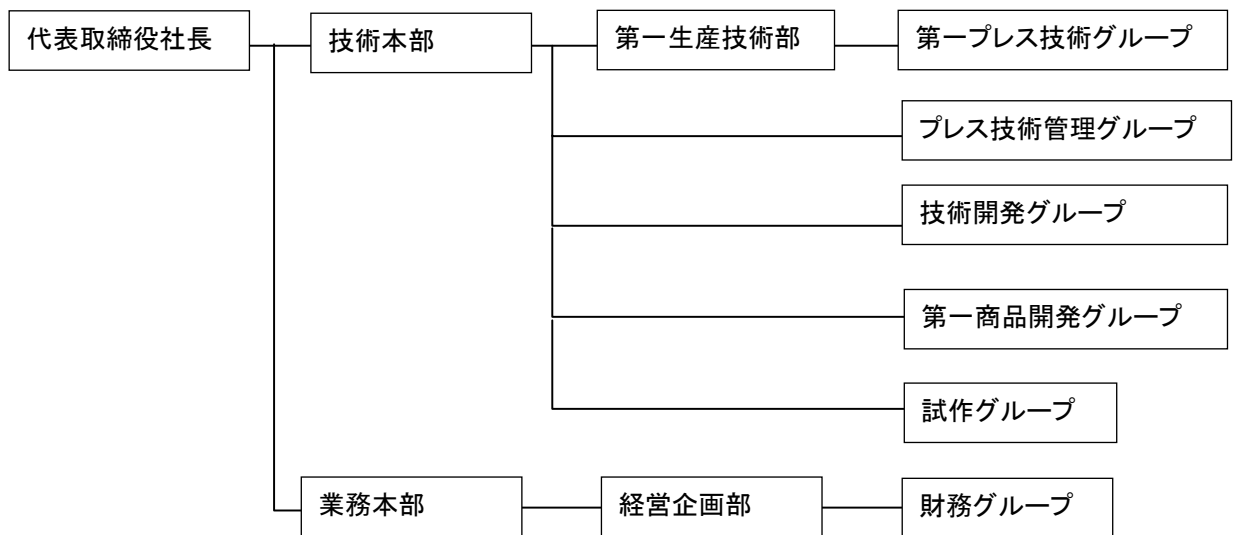 代表取締役社長
技術本部
第一生産技術部
第一プレス技術グループ
プレス技術管理グループ
技術開発グループ
第一商品開発グループ
試作グループ
業務本部
経営企画部
財務グループ